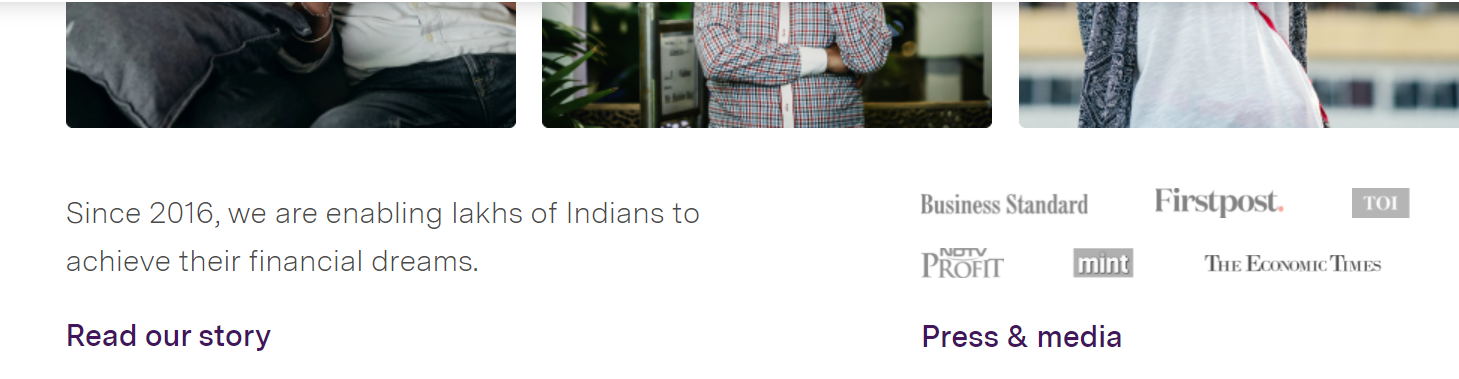 Since 2016, we are enabling lakhs of Indians to
achieve their financial dreams.
Read our story
Business Standard Firstpost. TOI
NDTV PROFIT mint THE ECONOMIC TIMES
Press & media